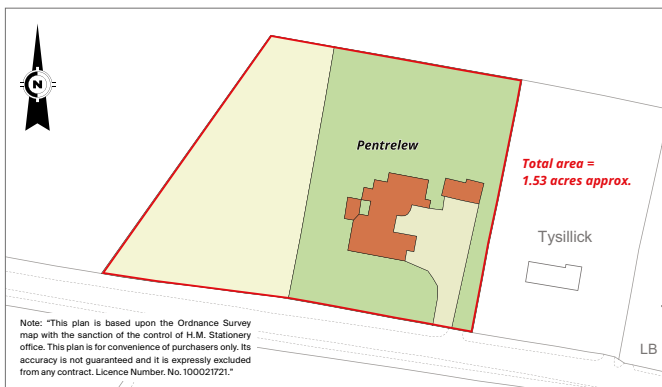 N
Pentrelew
Total area =
1.53 acres approx.
Tysillick
LB
Note: "This plan is based upon the Ordnance Survey
map with the sanction of the control of H.M. Stationery
office. This plan is for convenience of purchasers only. Its
accuracy is not guaranteed and it is expressly excluded
from any contract. Licence Number. No. 100021721."